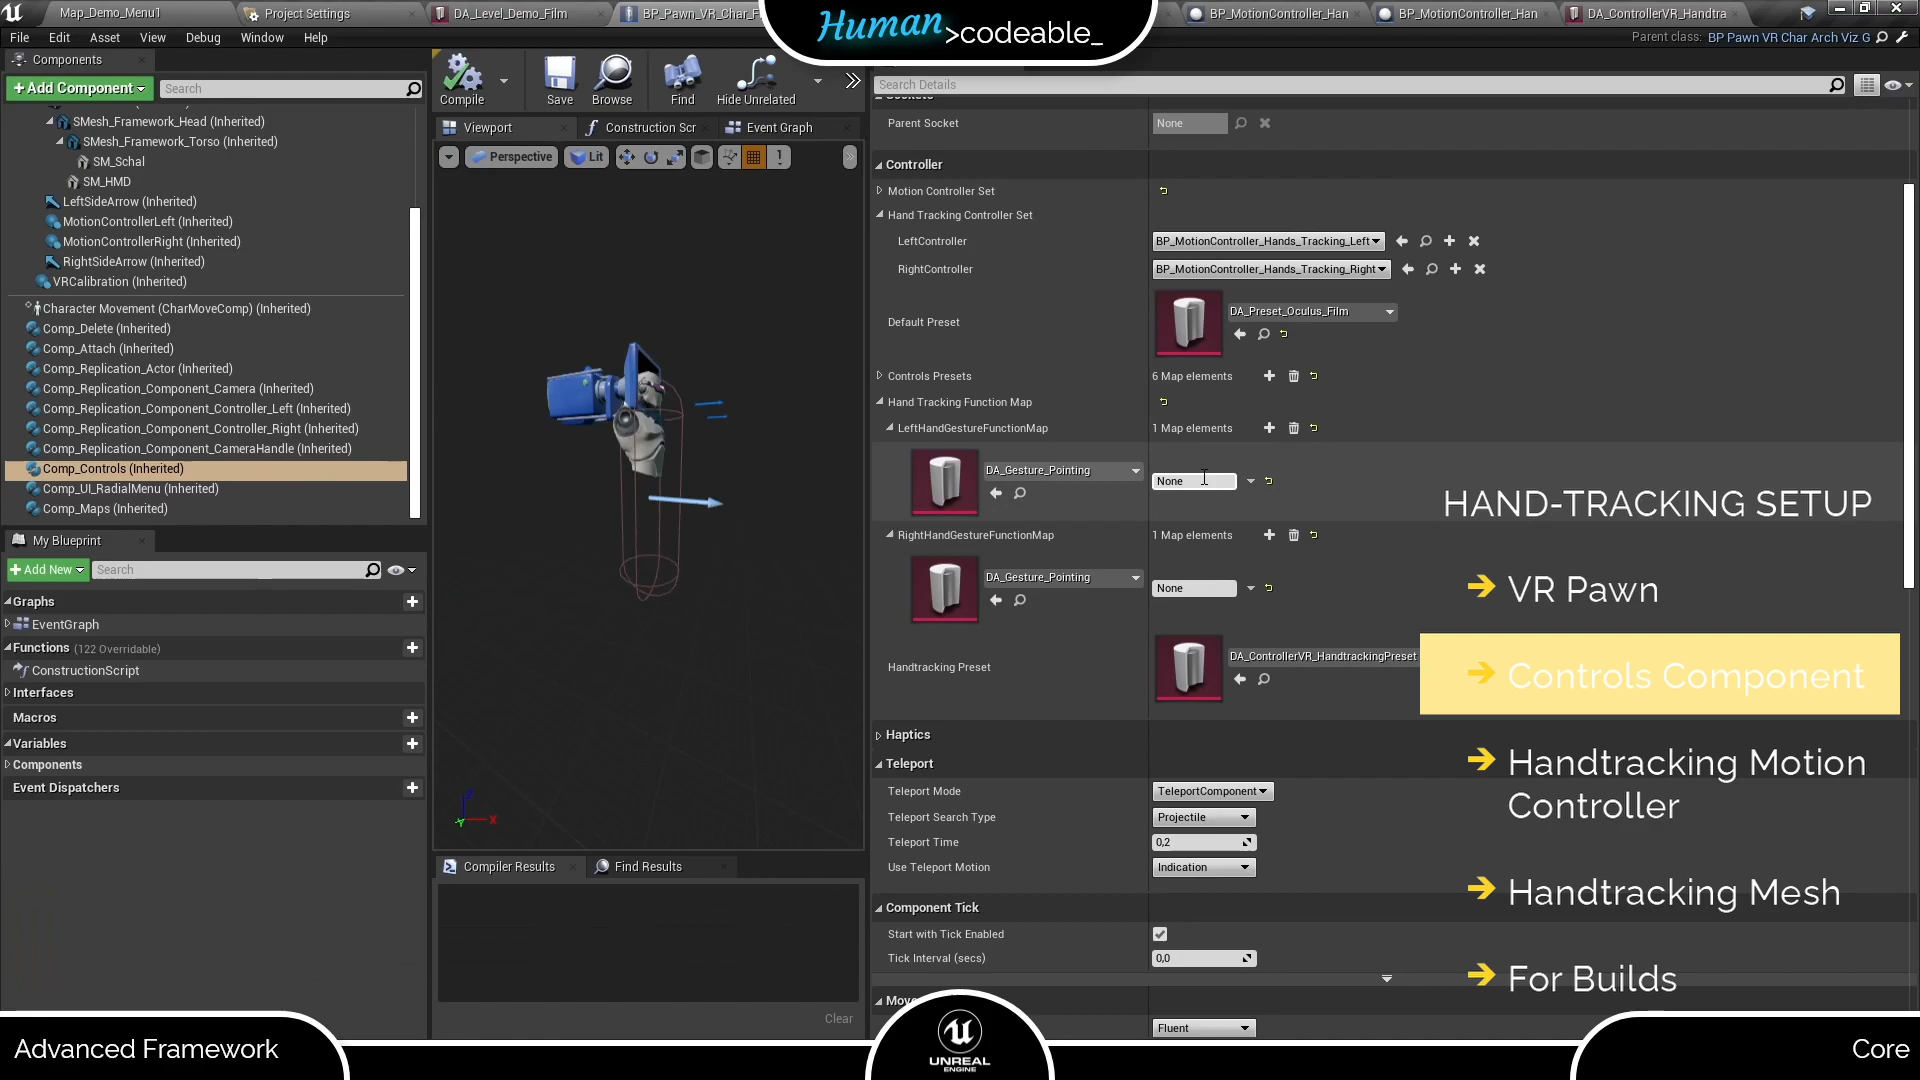 Map_Demo_Menu1
Project Settings
DA_Level_Demo_Film
BP_Pawn_VR_Char_F
BP_MotionController_Han
BP_MotionController_Han
DA_ControllerVR_Handtra
Human >codeable_
File Edit Asset View Debug Window Help
Parent class: BP Pawn VR Char Arch Viz G
Components
+ Add Component
Search
SMesh_Framework_Head (Inherited)
SMesh_Framework_Torso (Inherited)
SM_Schal
SM_HMD
LeftSideArrow (Inherited)
MotionControllerLeft (Inherited)
MotionControllerRight (Inherited)
RightSideArrow (Inherited)
VRCalibration (Inherited)
Character Movement (CharMoveComp) (Inherited)
Comp_Delete (Inherited)
Comp_Attach (Inherited)
Comp_Replication_Actor (Inherited)
Comp_Replication_Component_Camera (Inherited)
Comp_Replication_Component_Controller_Left (Inherited)
Comp_Replication_Component_Controller_Right (Inherited)
Comp_Replication_Component_CameraHandle (Inherited)
Comp_Controls (Inherited)
Comp_UI_RadialMenu (Inherited)
Comp_Maps (Inherited)
My Blueprint
+ Add New
Search
Graphs
EventGraph
Functions (122 Overridable)
ConstructionScript
Interfaces
Macros
Variables
Components
Event Dispatchers
Compile
Save
Browse
Find
Hide Unrelated
Viewport
Construction Scr
Event Graph
Perspective
Lit
Z
X
Y
Compiler Results
Find Results
Clear
Search Details
Parent Socket
None
Controller
Motion Controller Set
Hand Tracking Controller Set
LeftController
BP_MotionController_Hands_Tracking_Left
RightController
BP_MotionController_Hands_Tracking_Right
Default Preset
DA_Preset_Oculus_Film
Controls Presets
6 Map elements
Hand Tracking Function Map
LeftHandGestureFunctionMap
1 Map elements
DA_Gesture_Pointing
None
RightHandGestureFunctionMap
1 Map elements
DA_Gesture_Pointing
None
Handtracking Preset
DA_ControllerVR_HandtrackingPreset
Haptics
Teleport
Teleport Mode
TeleportComponent
Teleport Search Type
Projectile
Teleport Time
0,2
Use Teleport Motion
Indication
Component Tick
Start with Tick Enabled
Tick Interval (secs)
0,0
Move
Fluent
HAND-TRACKING SETUP
VR Pawn
Controls Component
Handtracking Motion
Controller
Handtracking Mesh
For Builds
Advanced Framework
UNREAL
ENGINE
Core